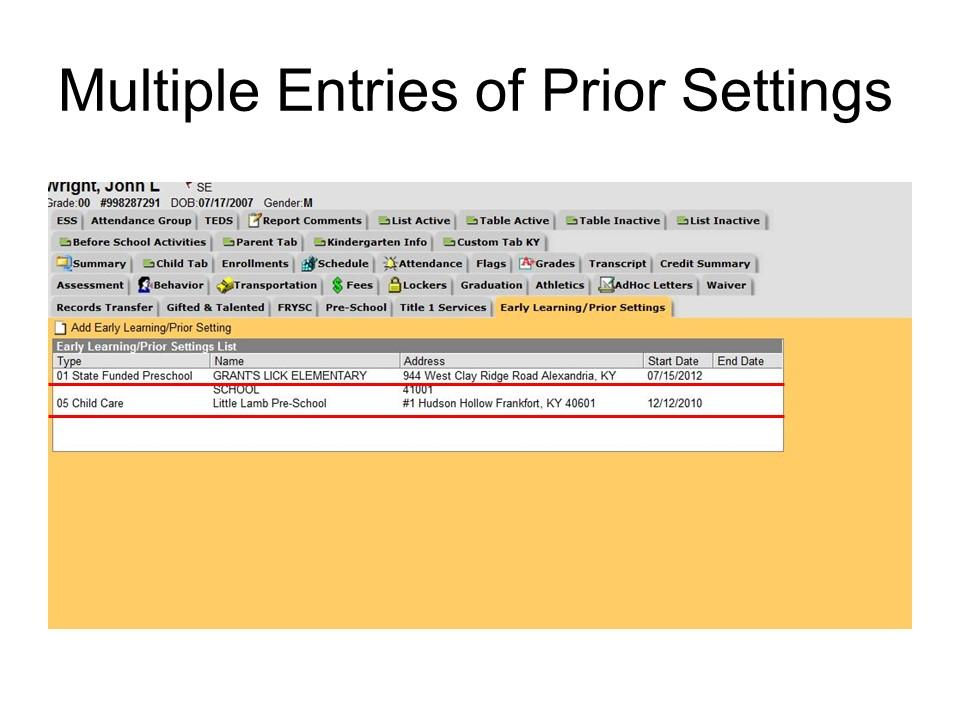 Multiple Entries of Prior Settings
Wright, John L SE
Grade:00 #998287291 DOB:07/17/2007 Gender:M
ESS Attendance Group TEDS Report Comments List Active Table Active Table Inactive List Inactive
Before School Activities Parent Tab Kindergarten Info Custom Tab KY
Summary Child Tab Enrollments Schedule Attendance Flags Grades Transcript Credit Summary
Assessment Behavior Transportation Fees Lockers Graduation Athletics AdHoc Letters Waiver
Records Transfer Gifted & Talented FRYSC Pre-School Title 1 Services Early Learning/Prior Settings
Add Early Learning/Prior Setting
Early Learning/Prior Settings List
Type Name Address Start Date End Date
01 State Funded Preschool GRANT'S LICK ELEMENTARY 944 West Clay Ridge Road Alexandria, KY 07/15/2012
SCHOOL 41001
05 Child Care Little Lamb Pre-School #1 Hudson Hollow Frankfort, KY 40601 12/12/2010